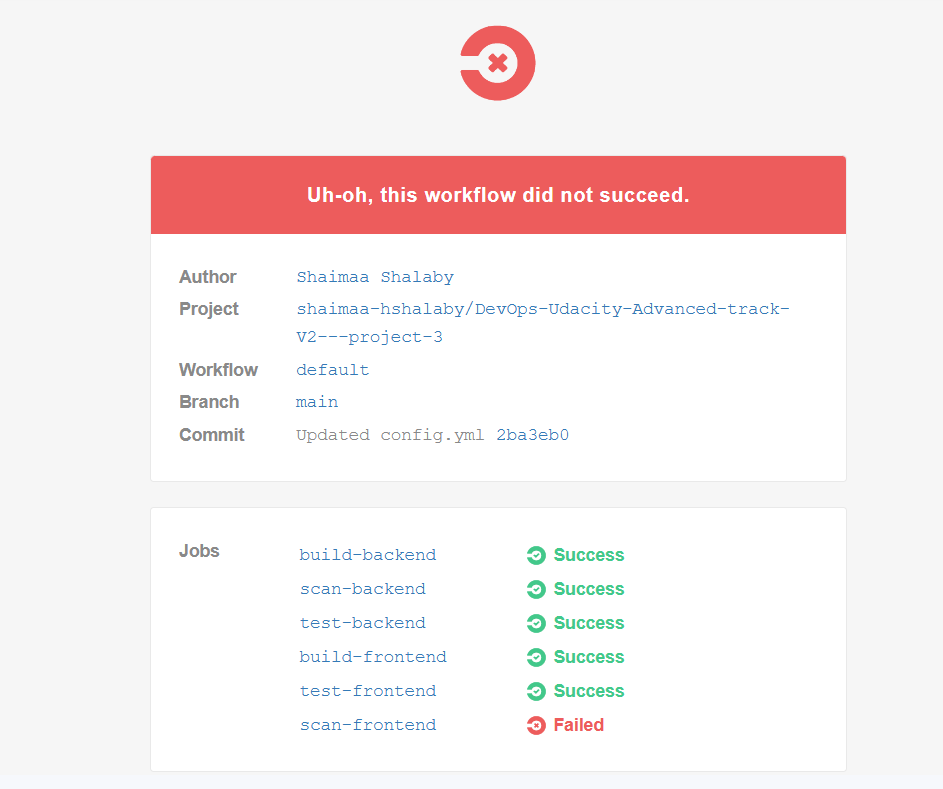 Uh-oh, this workflow did not succeed.
Author Shaimaa Shalaby
Project shaimaa-hshalaby/DevOps-Udacity-Advanced-track-
V2---project-3
Workflow default
Branch main
Commit Updated config.yml 2ba3eb0
Jobs build-backend Success
scan-backend Success
test-backend Success
build-frontend Success
test-frontend Success
scan-frontend Failed